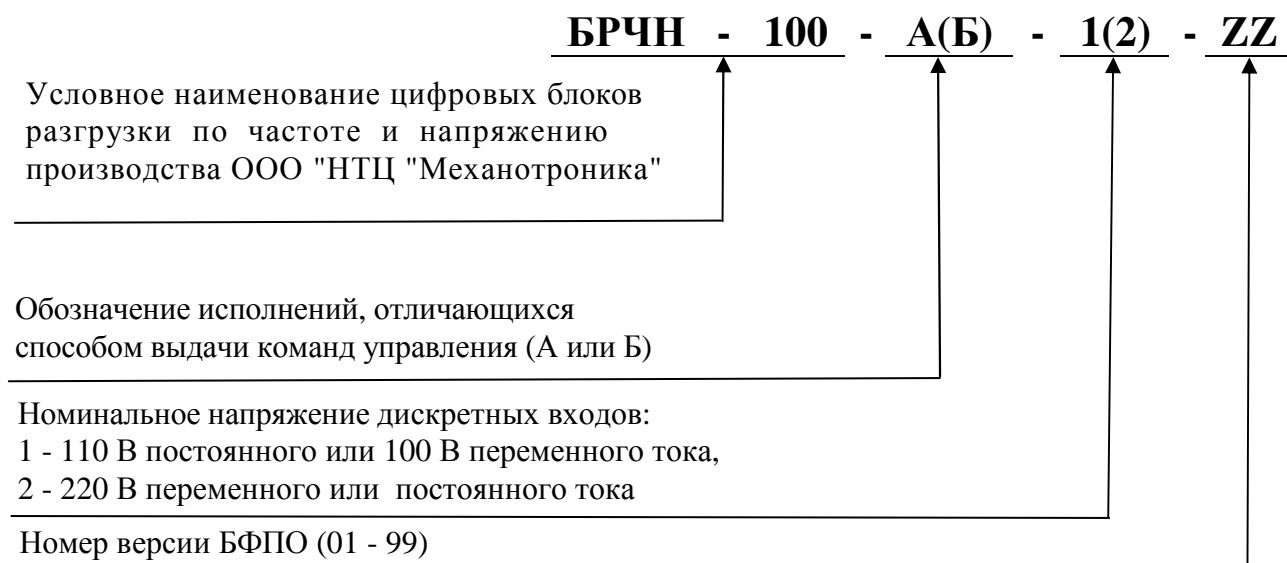 БРЧН - 100 - А(Б) - 1(2) - ZZ
Условное наименование цифровых блоков
разгрузки по частоте и напряжению
производства ООО "НТЦ "Механотроника"
Обозначение исполнений, отличающихся
способом выдачи команд управления (А или Б)
Номинальное напряжение дискретных входов:
1 - 110 В постоянного или 100 В переменного тока,
2 - 220 В переменного или постоянного тока
Номер версии БФПО (01 - 99)